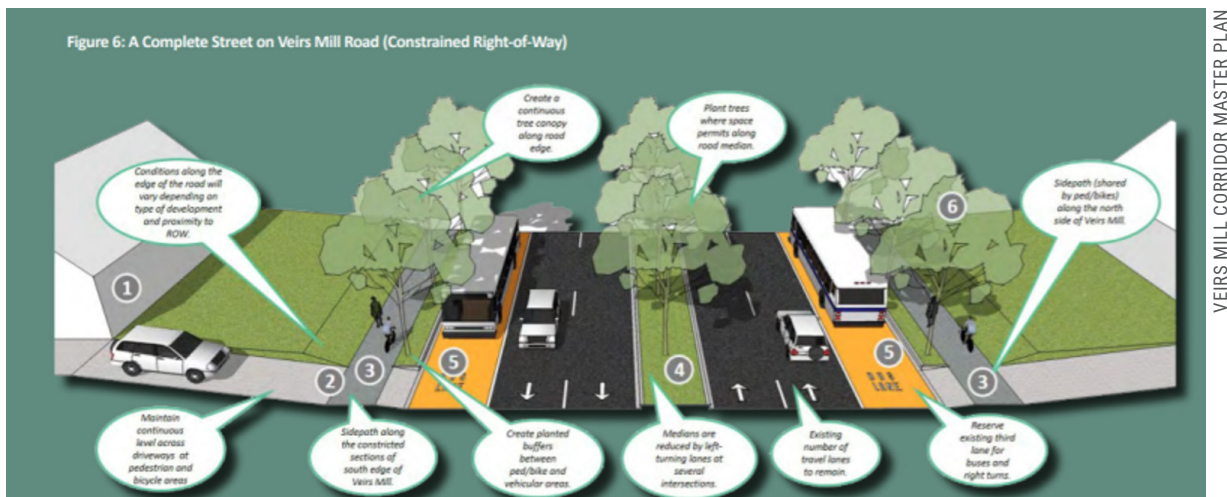 Figure 6: A Complete Street on Veirs Mill Road (Constrained Right-of-Way)
VEIRS MILL CORRIDOR MASTER PLAN
Create a
continuous
tree canopy
along road
edge.
Plant trees
where space
permits along
road median.
Conditions along the
edge of the road will
vary depending on
type of development
and proximity to
ROW.
Sidepath (shared
by ped/bikes)
along the north
side of Veirs Mill.
6
1
2
3
5
4
5
3
BUS
LANE
Maintain
continuous
level across
driveways at
pedestrian and
bicycle areas
Sidepath along
the constricted
sections of
south edge of
Veirs Mill.
Create planted
buffers
between
ped/bike and
vehicular areas.
Medians are
reduced by left-
turning lanes at
several
intersections.
Existing
number of
travel lanes
to remain.
Reserve
existing third
lane for
buses and
right turns.